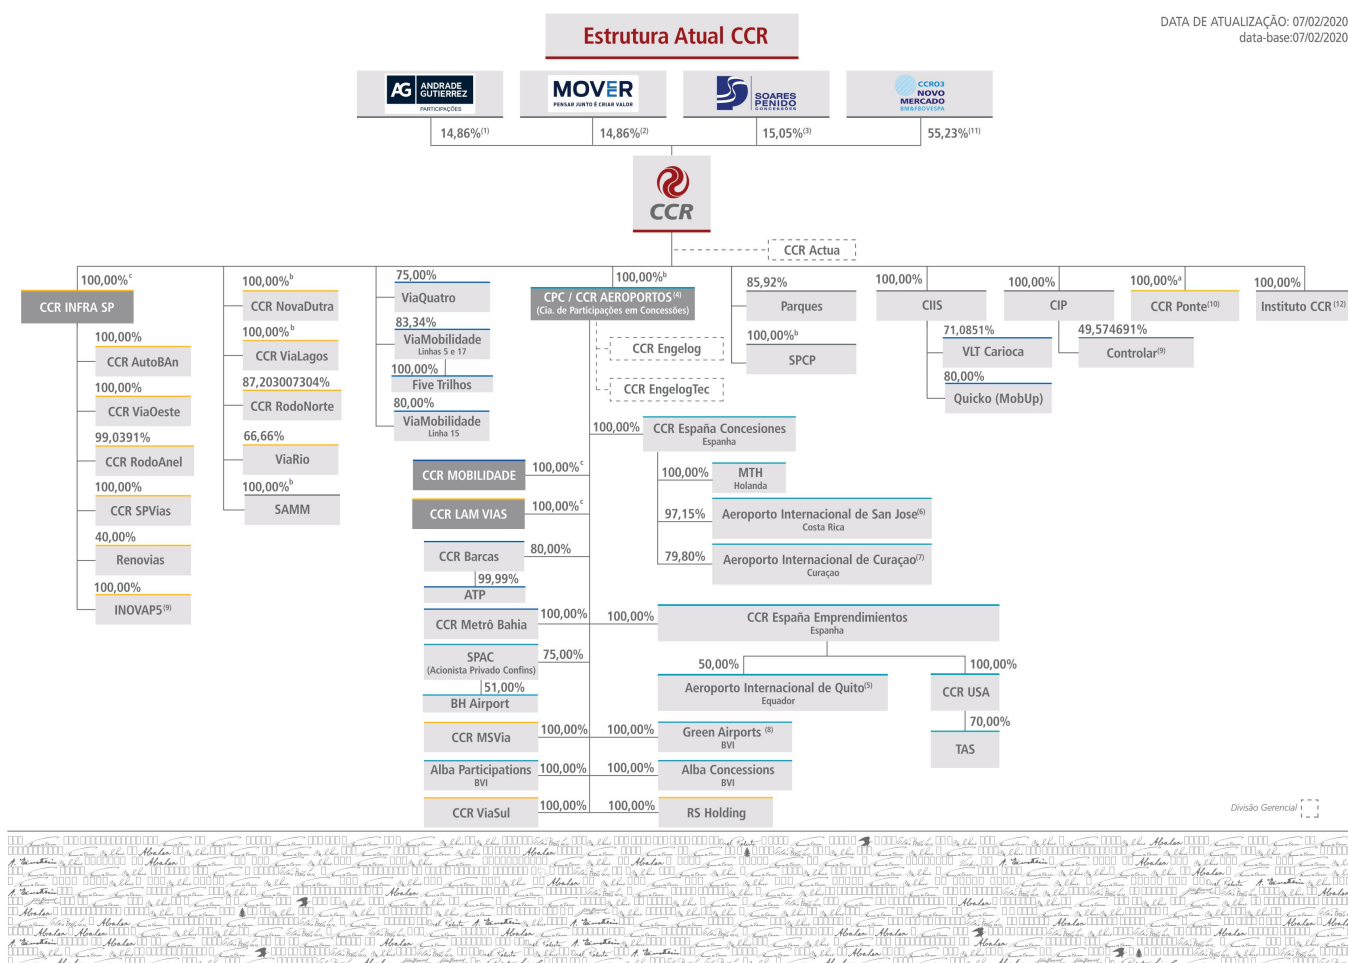 Estrutura Atual CCR
DATA DE ATUALIZAÇÃO: 07/02/2020
data-base:07/02/2020
AG ANDRADE
GUTIERREZ
PARTICIPAÇÕES
MOVER
PENSAR JUNTO É CRIAR VALOR
SOARES
PENIDO
CONCESSÕES
CCRO3
NOVO
MERCADO
BM&FBOVESPA
14,86%(1)
14,86%(2)
15,05%(3)
55,23%(11)
CCR
CCR Actua
100,00%c
CCR INFRA SP
100,00%
CCR AutoBAn
100,00%
CCR ViaOeste
99,0391%
CCR RodoAnel
100,00%
CCR SPVias
40,00%
Renovias
100,00%
INOVAP5(9)
100,00%b
CCR NovaDutra
100,00%b
CCR ViaLagos
87,203007304%
CCR RodoNorte
66,66%
ViaRio
100,00%b
SAMM
75,00%
ViaQuatro
83,34%
ViaMobilidade
Linhas 5 e 17
100,00%
Five Trilhos
80,00%
ViaMobilidade
Linha 15
100,00%b
CPC / CCR AEROPORTOS(4)
(Cia. de Participações em Concessões)
CCR Engelog
CCR EngelogTec
85,92%
Parques
100,00%b
SPCP
100,00%
CIIS
71,0851%
VLT Carioca
80,00%
Quicko (MobUp)
100,00%
CIP
49,574691%
Controlar(9)
100,00%a
CCR Ponte(10)
100,00%
Instituto CCR(12)
100,00%
CCR España Concesiones
Espanha
100,00%
MTH
Holanda
97,15%
Aeroporto Internacional de San Jose(6)
Costa Rica
79,80%
Aeroporto Internacional de Curaçao(7)
Curaçao
CCR MOBILIDADE
100,00%c
CCR LAM VIAS
100,00%c
CCR Barcas
80,00%
99,99%
ATP
CCR Metrô Bahia
100,00%
100,00%
CCR España Emprendimientos
Espanha
SPAC
(Acionista Privado Confins)
75,00%
51,00%
BH Airport
50,00%
Aeroporto Internacional de Quito(5)
Equador
100,00%
CCR USA
70,00%
TAS
CCR MSVia
100,00%
100,00%
Green Airports (8)
BVI
Alba Participations
BVI
100,00%
100,00%
Alba Concessions
BVI
CCR ViaSul
100,00%
100,00%
RS Holding
Divisão Gerencial